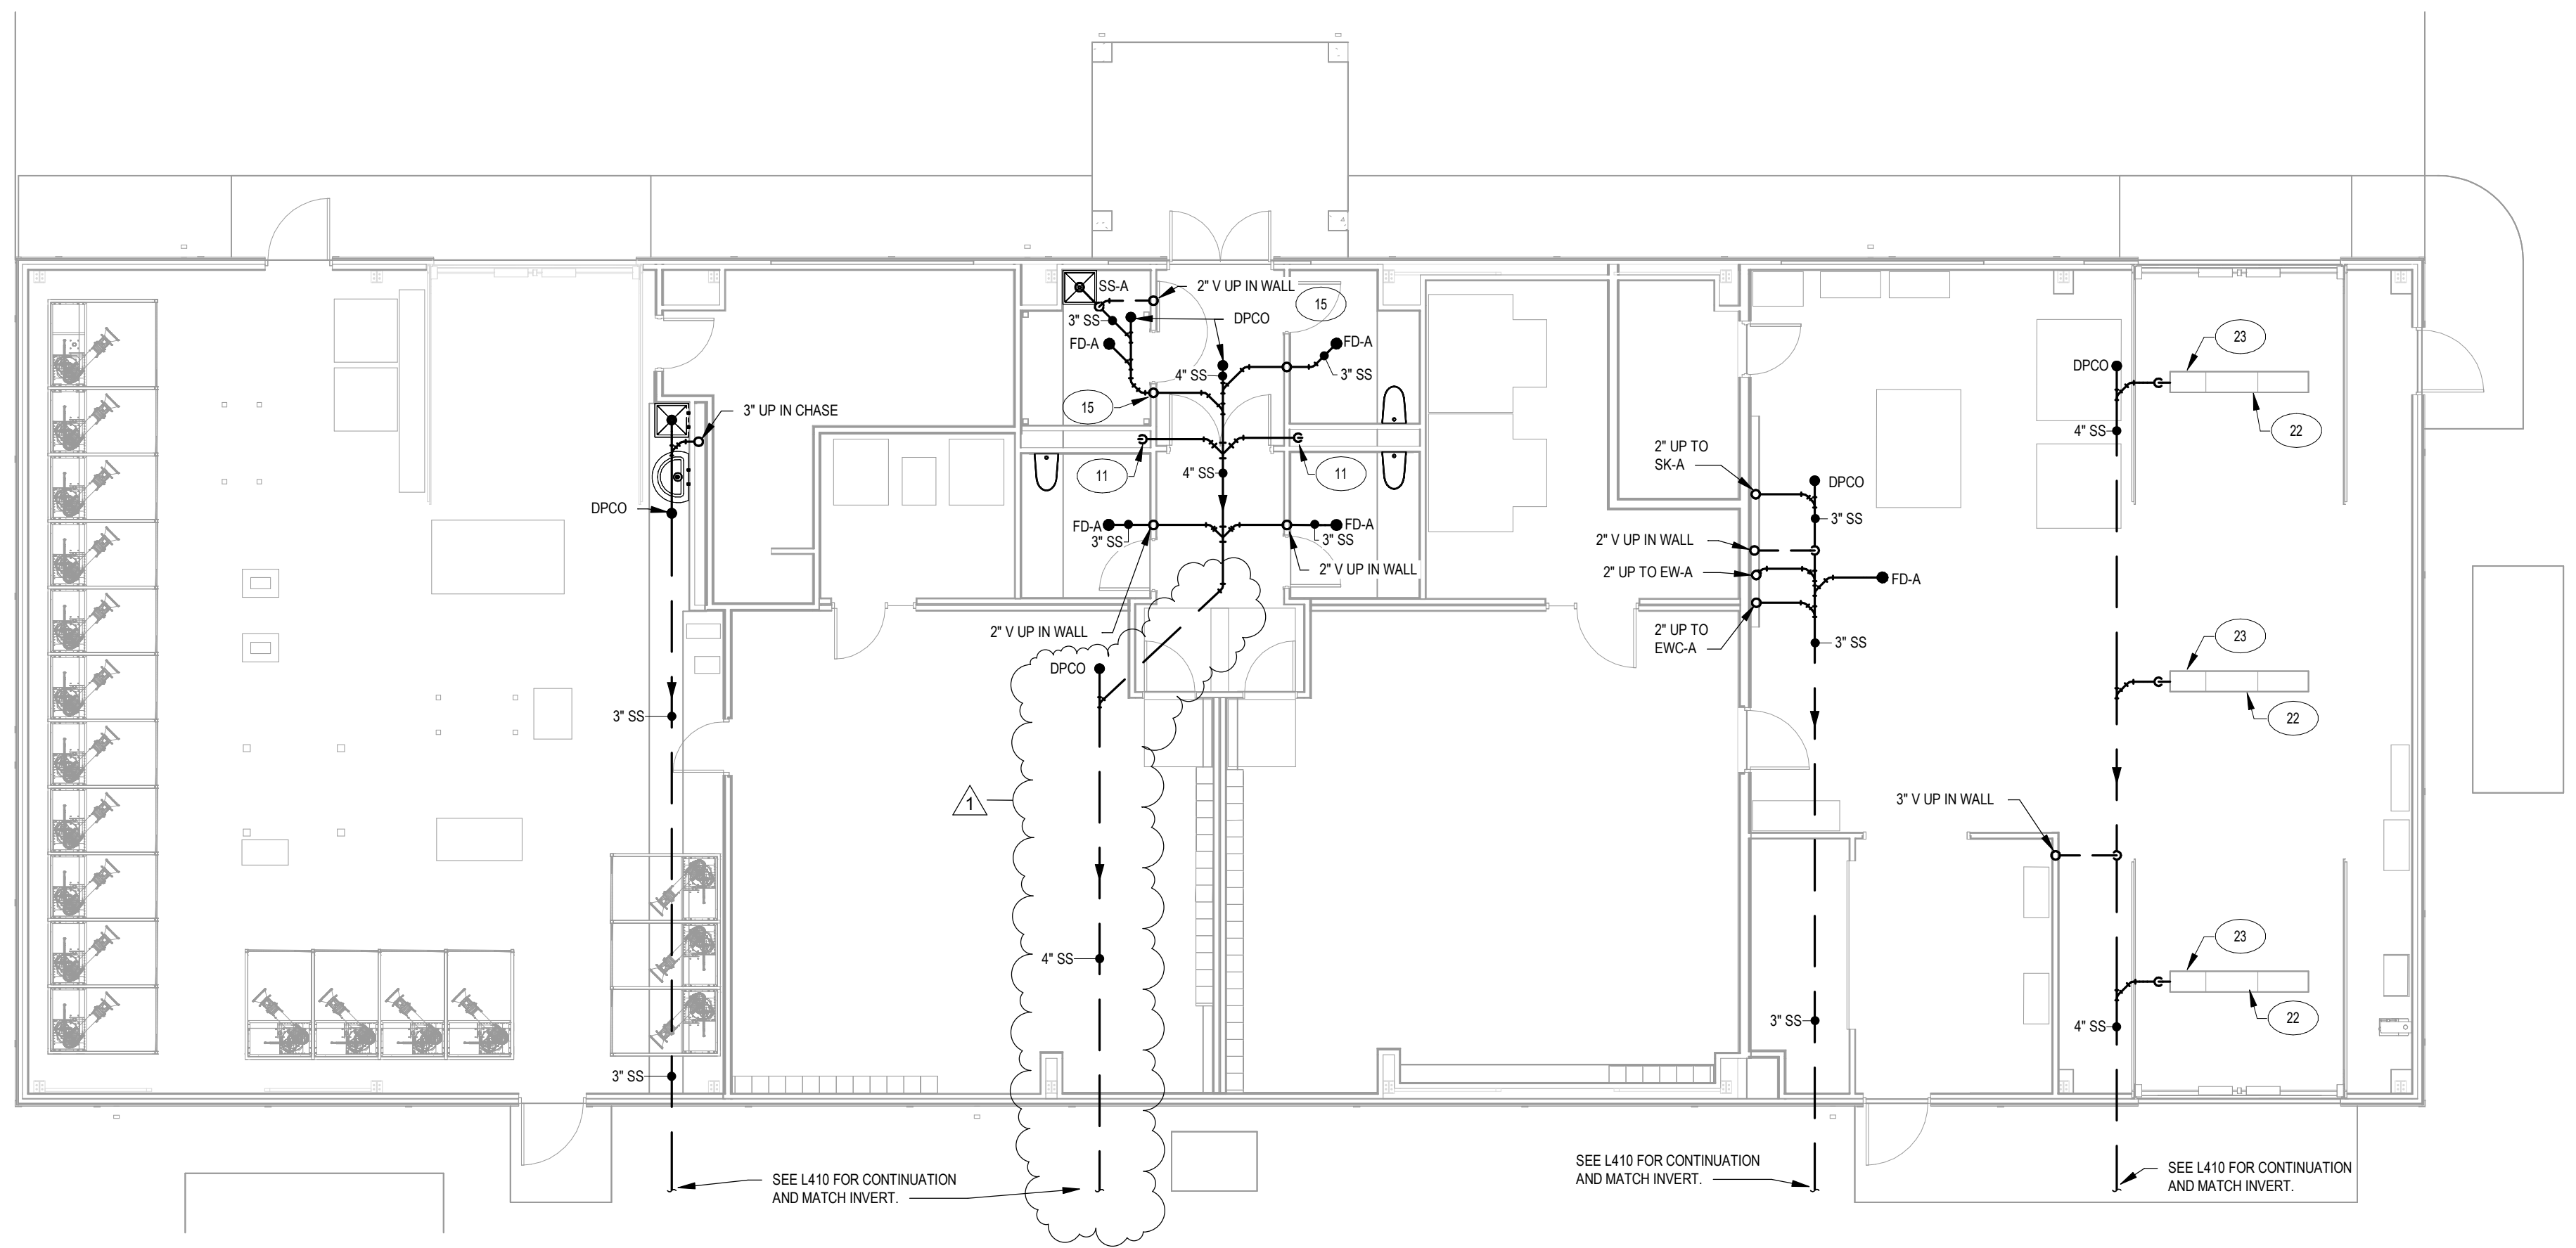 SS-A
2" V UP IN WALL
15
3" SS
DPCO
FD-A
FD-A
4" SS
3" SS
23
DPCO
15
3" UP IN CHASE
22
4" SS
2" UP TO
SK-A
11
4" SS
11
DPCO
DPCO
3" SS
FD-A
3" SS
FD-A
3" SS
2" V UP IN WALL
2" V UP IN WALL
2" UP TO EW-A
FD-A
2" V UP IN WALL
2" UP TO
EWC-A
3" SS
23
DPCO
3" SS
22
1
3" V UP IN WALL
4" SS
23
3" SS
4" SS
22
3" SS
SEE L410 FOR CONTINUATION
AND MATCH INVERT.
SEE L410 FOR CONTINUATION
AND MATCH INVERT.
SEE L410 FOR CONTINUATION
AND MATCH INVERT.